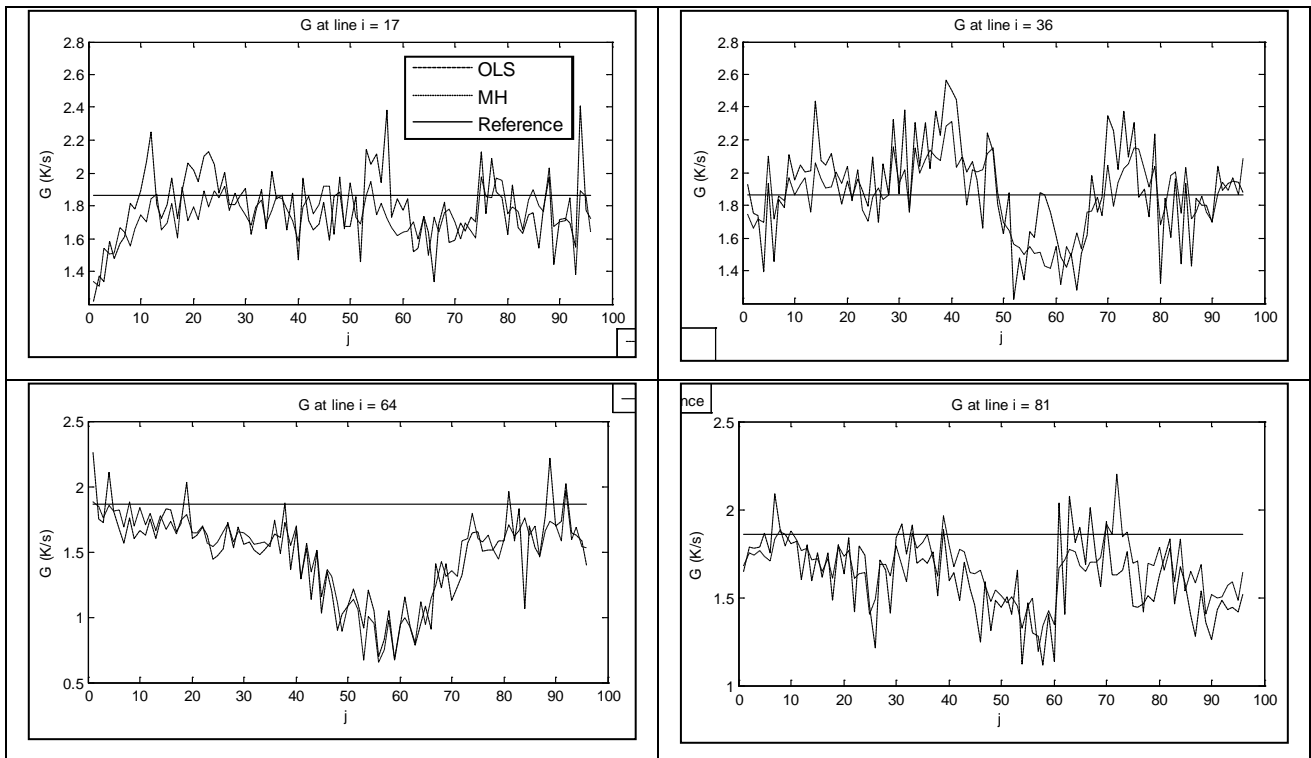 G at line i = 17
2.8
2.6
2.4
2.2
2
1.8
1.6
1.4
G (K/s)
OLS
MH
Reference
0 10 20 30 40 50 60 70 80 90 100
j
G at line i = 36
2.8
2.6
2.4
2.2
2
1.8
1.6
1.4
G (K/s)
0 10 20 30 40 50 60 70 80 90 100
j
G at line i = 64
2.5
2
1.5
1
0.5
G (K/s)
0 10 20 30 40 50 60 70 80 90 100
j
nce
G at line i = 81
2.5
2
1.5
1
G (K/s)
0 10 20 30 40 50 60 70 80 90 100
j